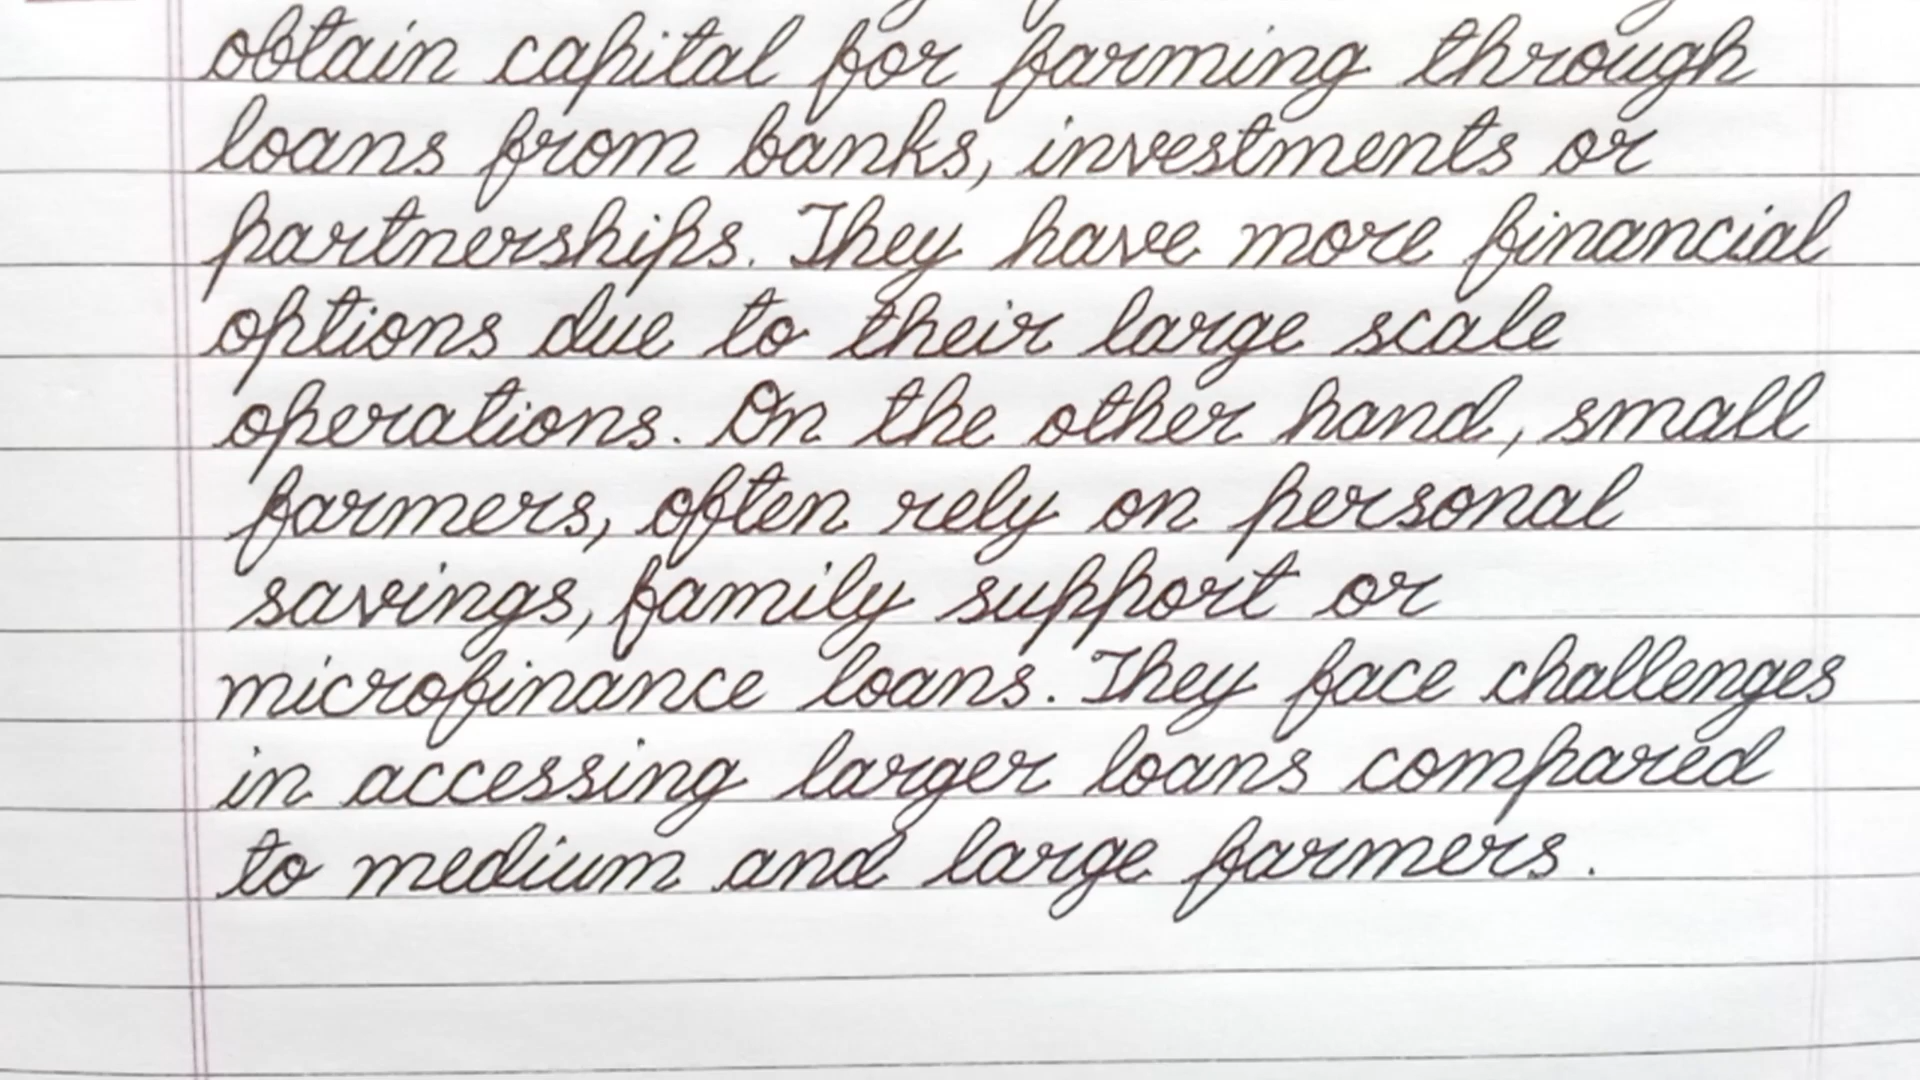 obtain capital for farming through
loans from banks, investments or
partnerships. They have more financial
options due to their large scale
operations. On the other hand, small
farmers, often rely on personal
savings, family support or
microfinance loans. They face challenges
in accessing larger loans compared
to medium and large farmers.